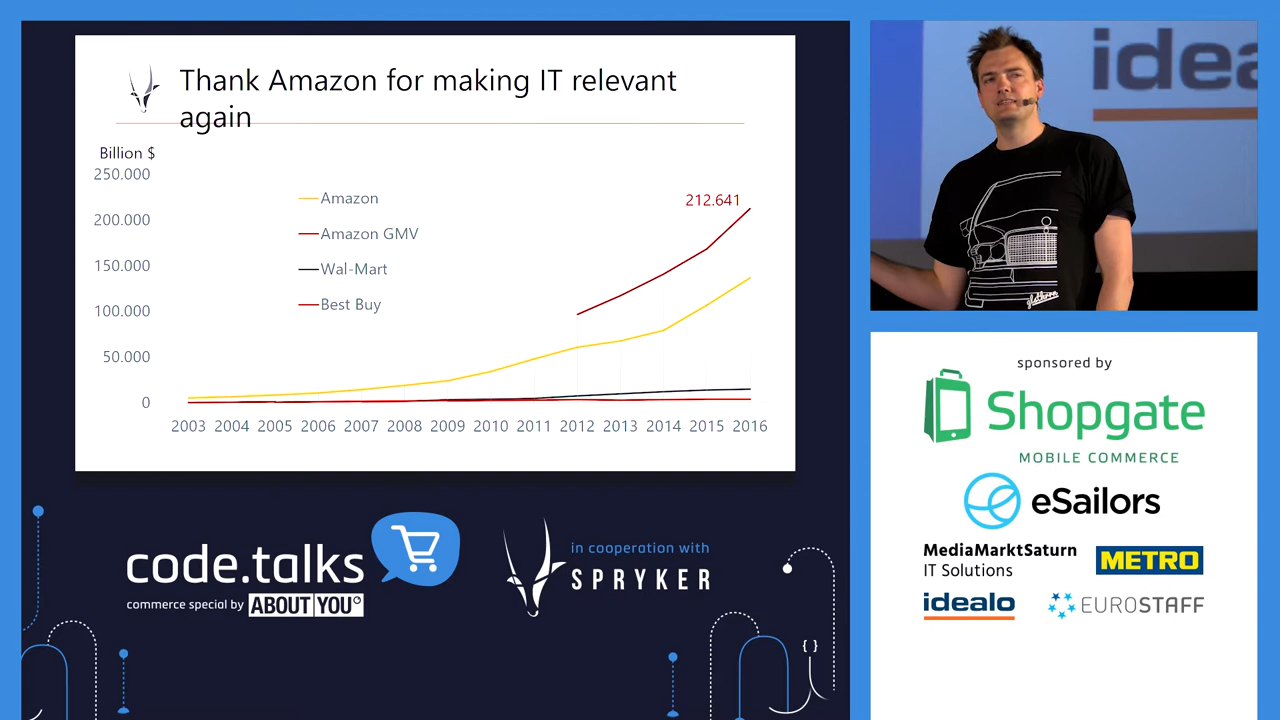 Thank Amazon for making IT relevant
again
Billion $
250.000
200.000
150.000
100.000
50.000
0
Amazon
Amazon GMV
Wal-Mart
Best Buy
212.641
2003 2004 2005 2006 2007 2008 2009 2010 2011 2012 2013 2014 2015 2016
code.talks
commerce special by ABOUT YOU
in cooperation with
SPRYKER
{ }
sponsored by
Shopgate
MOBILE COMMERCE
eSailors
MediaMarktSaturn
IT Solutions
METRO
idealo
EUROSTAFF